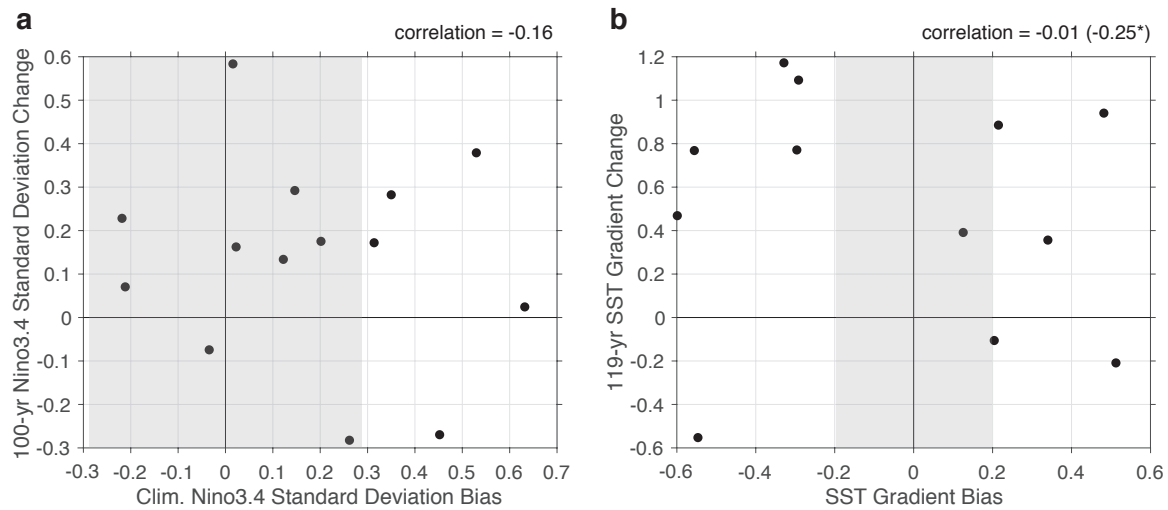 a
correlation = -0.16
100-yr Nino3.4 Standard Deviation Change
0.6
0.5
0.4
0.3
0.2
0.1
0
-0.1
-0.2
-0.3
-0.3 -0.2 -0.1 0 0.1 0.2 0.3 0.4 0.5 0.6 0.7
Clim. Nino3.4 Standard Deviation Bias
b
correlation = -0.01 (-0.25*)
119-yr SST Gradient Change
1.2
1
0.8
0.6
0.4
0.2
0
-0.2
-0.4
-0.6
-0.6 -0.4 -0.2 0 0.2 0.4 0.6
SST Gradient Bias